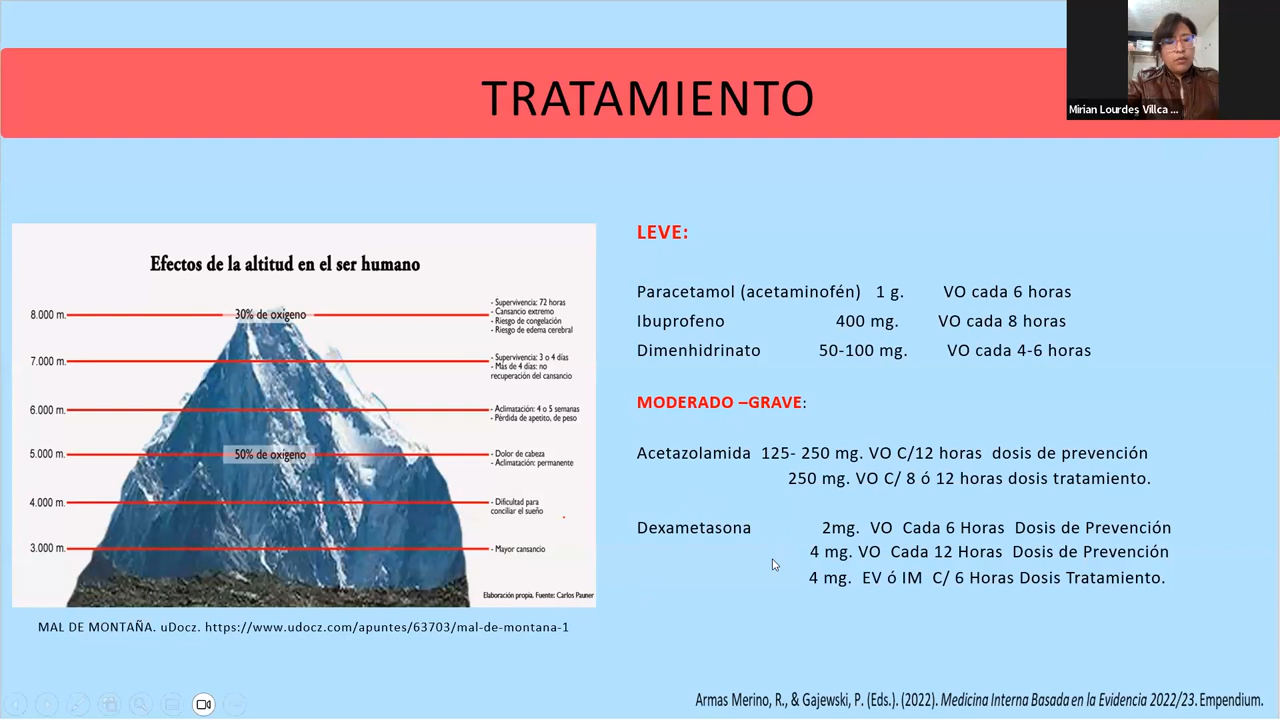 TRATAMIENTO
Mirian Lourdes Villca ...
Efectos de la altitud en el ser humano
8.000 m.
30% de oxígeno
- Supervivencia: 72 horas
- Cansancio extremo
- Riesgo de congelación
- Riesgo de edema cerebral
7.000 m.
- Supervivencia: 3 o 4 días
- Más de 4 días: no
recuperación del cansancio
6.000 m.
- Aclimatación: 4 o 5 semanas
- Pérdida de apetito, de peso
5.000 m.
50% de oxígeno
- Dolor de cabeza
- Aclimatación: permanente
4.000 m.
- Dificultad para
conciliar el sueño
3.000 m.
- Mayor cansancio
Elaboración propia. Fuente: Carlos Pauner
MAL DE MONTAÑA. uDocz. https://www.udocz.com/apuntes/63703/mal-de-montana-1
LEVE:
Paracetamol (acetaminofén) 1 g. VO cada 6 horas
Ibuprofeno 400 mg. VO cada 8 horas
Dimenhidrinato 50-100 mg. VO cada 4-6 horas
MODERADO –GRAVE:
Acetazolamida 125- 250 mg. VO C/12 horas dosis de prevención
250 mg. VO C/ 8 ó 12 horas dosis tratamiento.
Dexametasona 2mg. VO Cada 6 Horas Dosis de Prevención
4 mg. VO Cada 12 Horas Dosis de Prevención
4 mg. EV ó IM C/ 6 Horas Dosis Tratamiento.
Armas Merino, R., & Gajewski, P. (Eds.). (2022). Medicina Interna Basada en la Evidencia 2022/23. Empendium.